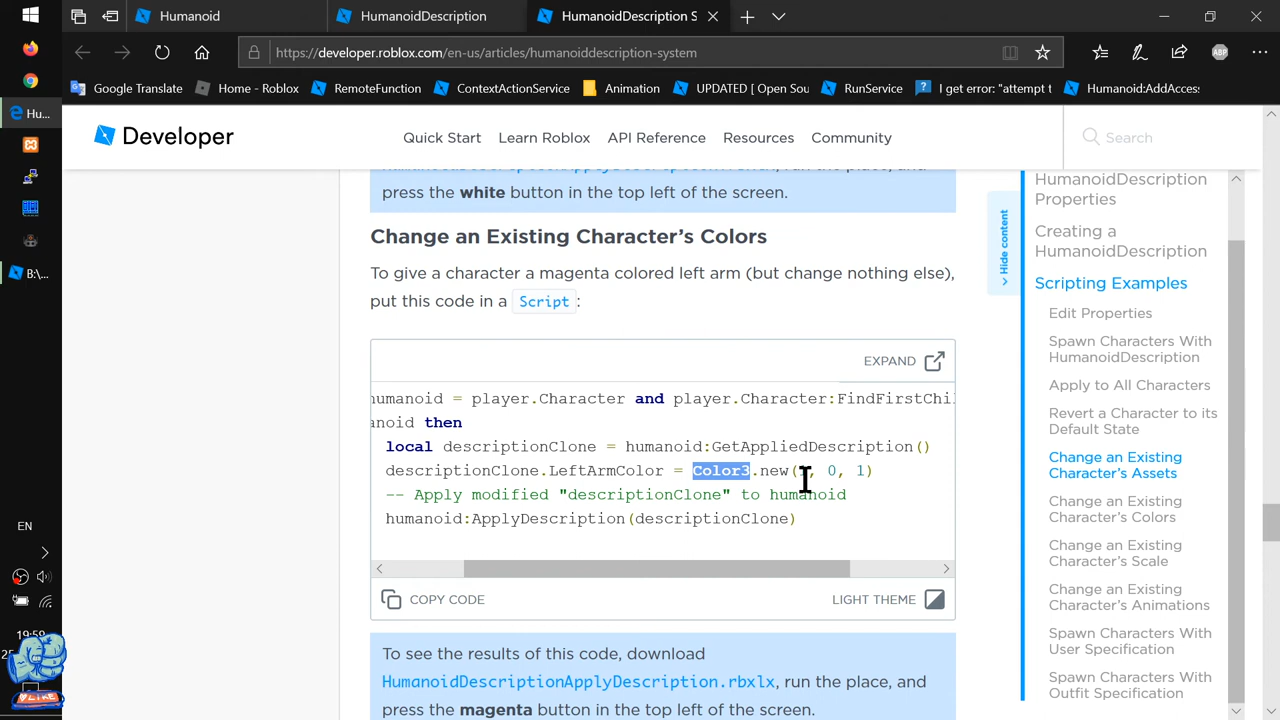 Humanoid
HumanoidDescription
HumanoidDescription S
https://developer.roblox.com/en-us/articles/humanoiddescription-system
ABP
Google Translate
Home - Roblox
RemoteFunction
ContextActionService
Animation
UPDATED [ Open Sou
RunService
I get error: "attempt t
Humanoid:AddAccess
Hu...
B:\...
EN
19:59
25
LIKE
Developer
Quick Start
Learn Roblox
API Reference
Resources
Community
Search
press the white button in the top left of the screen.
Change an Existing Character’s Colors
To give a character a magenta colored left arm (but change nothing else),
put this code in a Script:
EXPAND
humanoid = player.Character and player.Character:FindFirstChi
anoid then
local descriptionClone = humanoid:GetAppliedDescription()
descriptionClone.LeftArmColor = Color3.new( , 0, 1)
-- Apply modified "descriptionClone" to humanoid
humanoid:ApplyDescription(descriptionClone)
COPY CODE
LIGHT THEME
To see the results of this code, download
HumanoidDescriptionApplyDescription.rbxlx, run the place, and
press the magenta button in the top left of the screen.
Hide content
HumanoidDescription
Properties
Creating a
HumanoidDescription
Scripting Examples
Edit Properties
Spawn Characters With
HumanoidDescription
Apply to All Characters
Revert a Character to its
Default State
Change an Existing
Character’s Assets
Change an Existing
Character’s Colors
Change an Existing
Character’s Scale
Change an Existing
Character’s Animations
Spawn Characters With
User Specification
Spawn Characters With
Outfit Specification